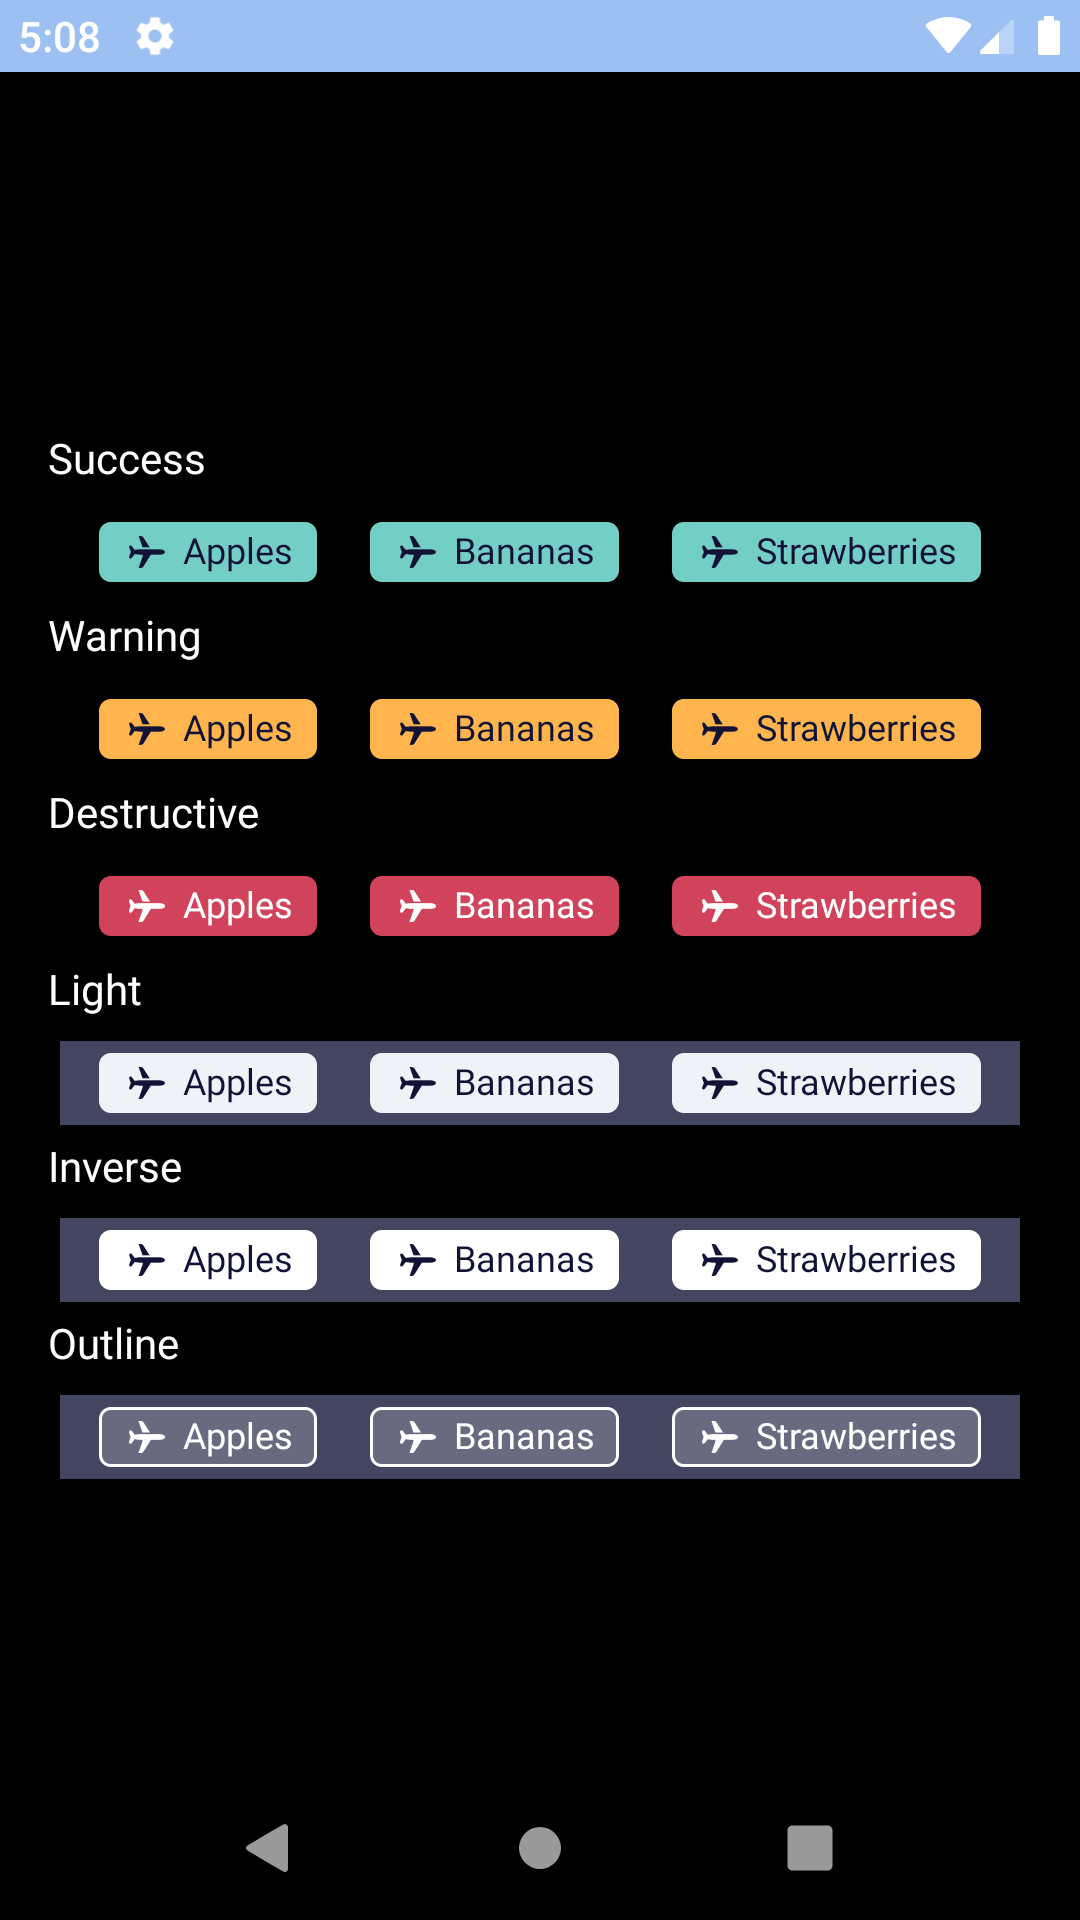 5:08
Success
Apples Bananas Strawberries
Warning
Apples Bananas Strawberries
Destructive
Apples Bananas Strawberries
Light
Apples Bananas Strawberries
Inverse
Apples Bananas Strawberries
Outline
Apples Bananas Strawberries